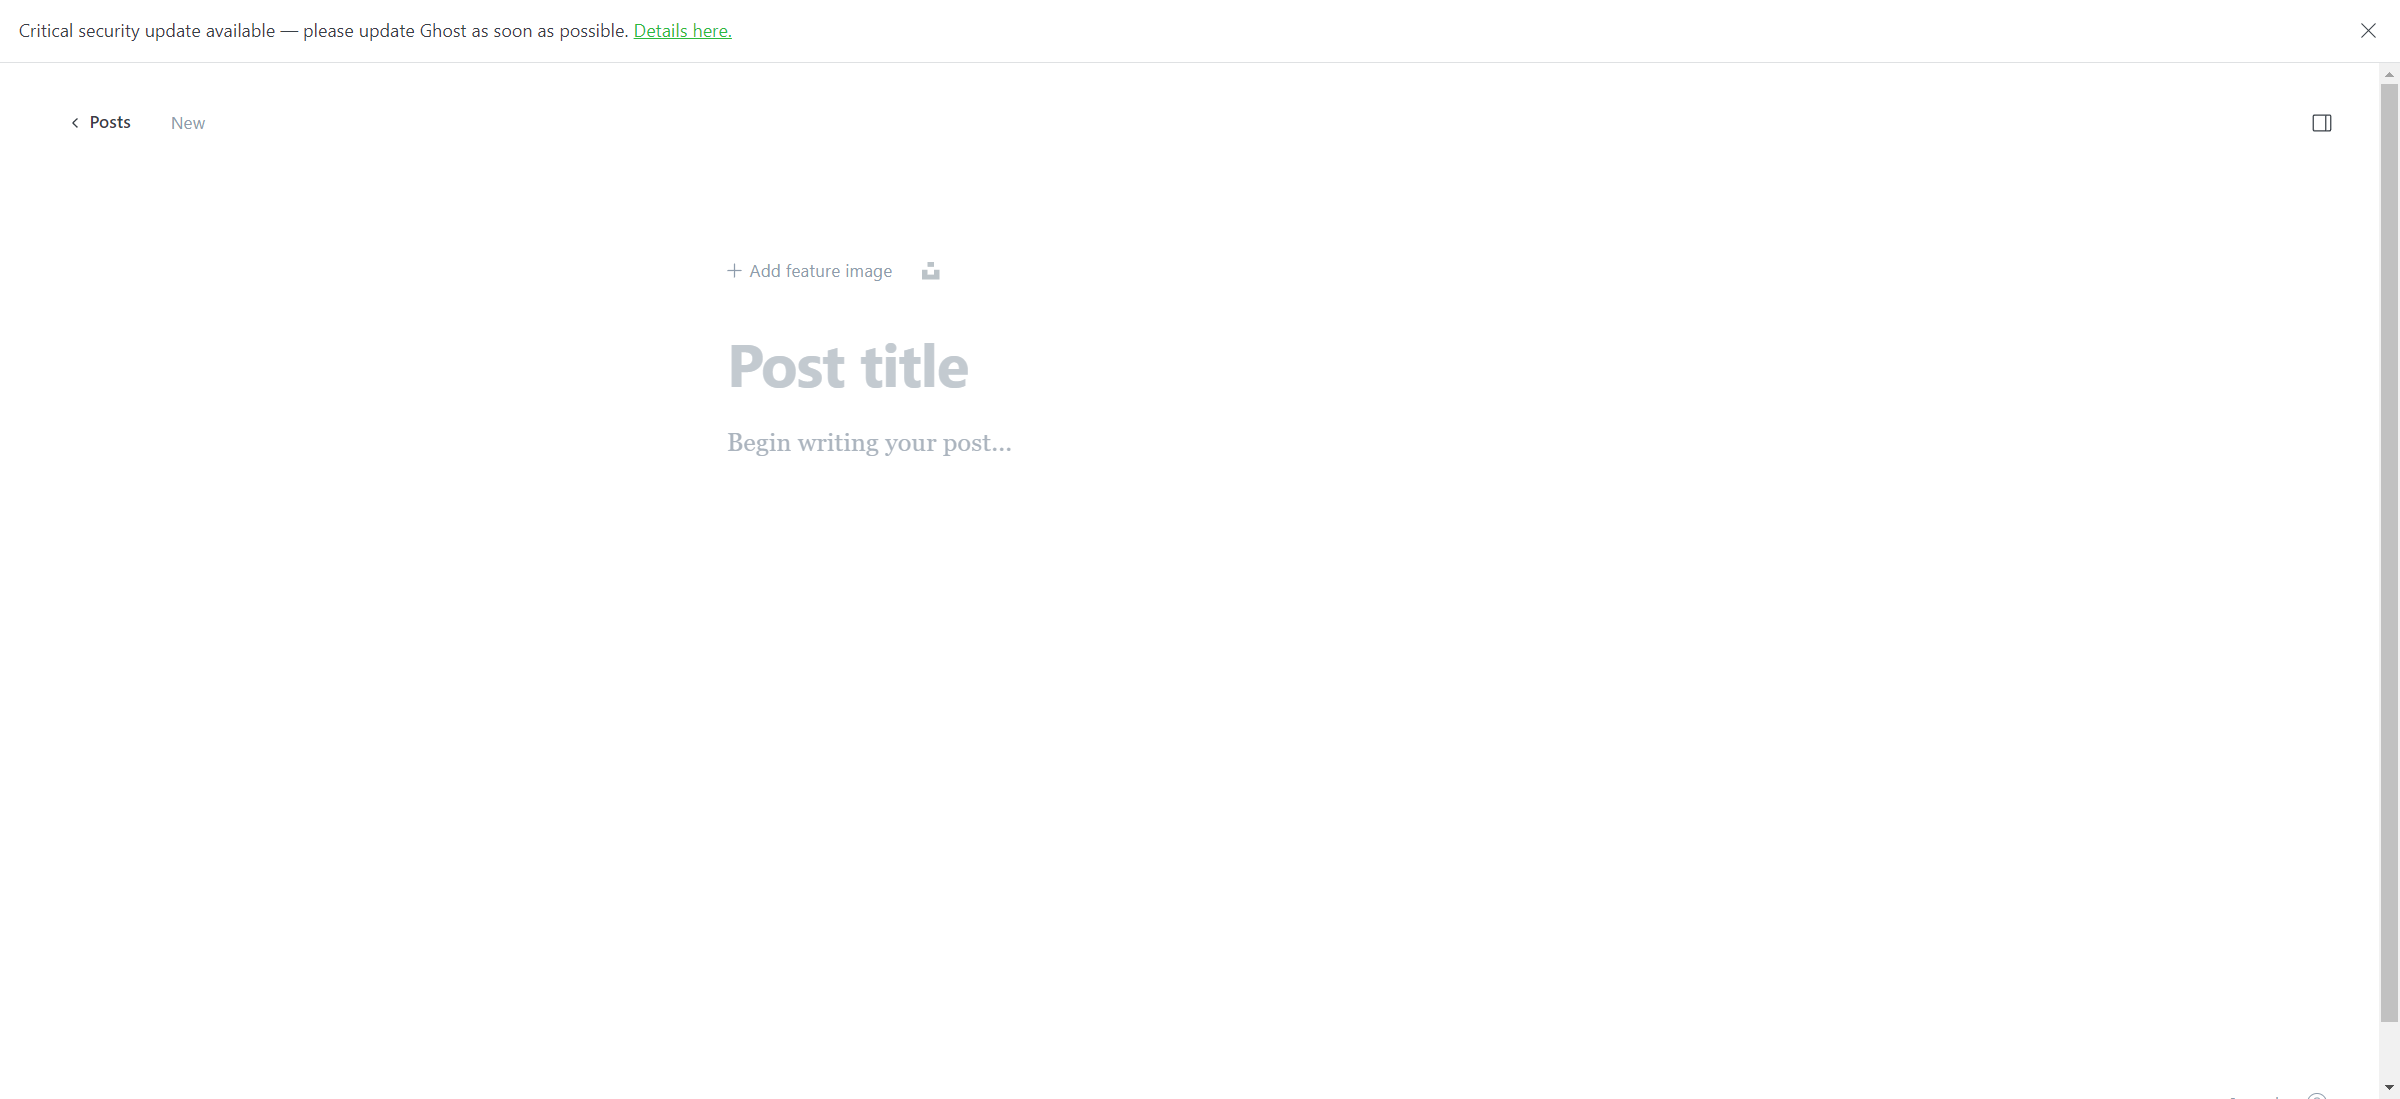 Critical security update available — please update Ghost as soon as possible. Details here.
Posts New
Add feature image
Post title
Begin writing your post...